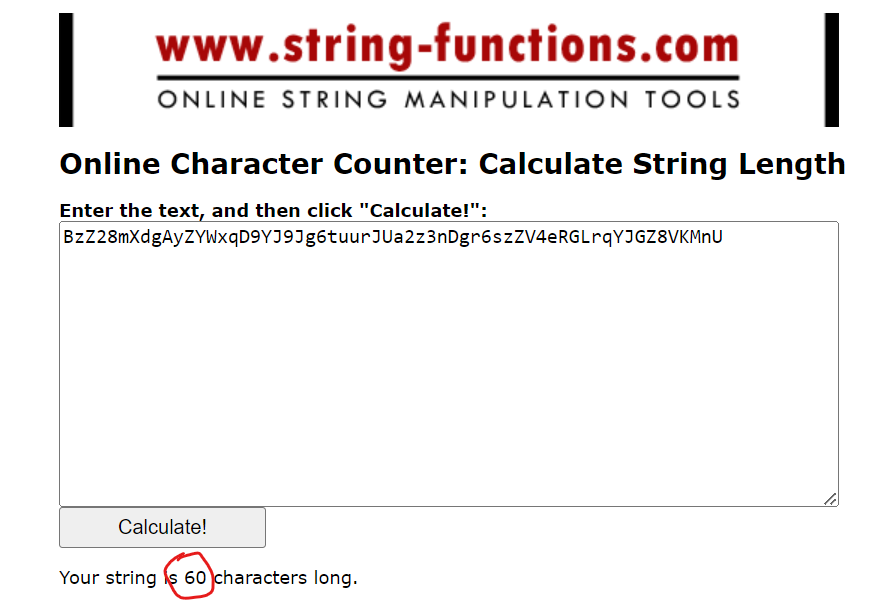 www.string-functions.com
ONLINE STRING MANIPULATION TOOLS
Online Character Counter: Calculate String Length
Enter the text, and then click "Calculate!":
BzZ28mXdgAyZYWxqD9YJ9Jg6tuurJUa2z3nDgr6szZV4eRGLrqYJGZ8VKMnU
Calculate!
Your string is 60 characters long.